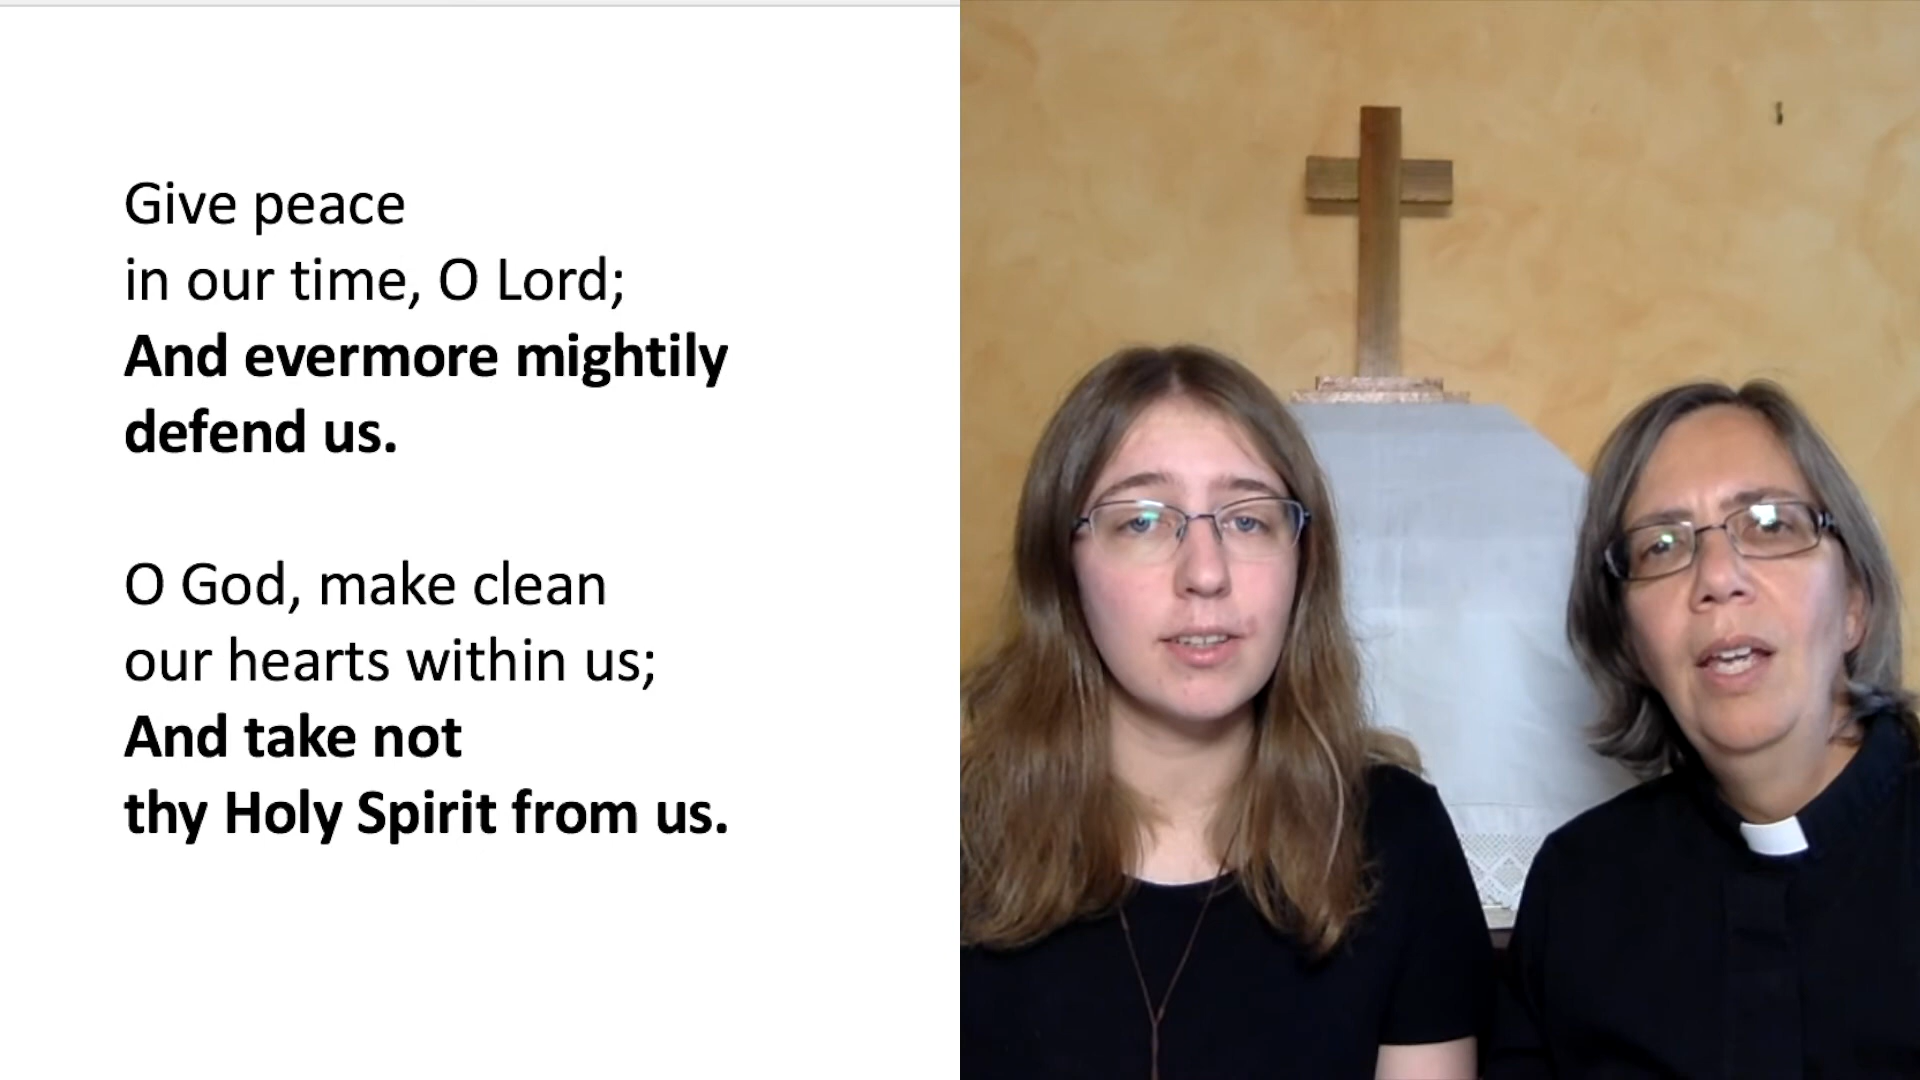 Give peace
in our time, O Lord;
And evermore mightily
defend us.
O God, make clean
our hearts within us;
And take not
thy Holy Spirit from us.